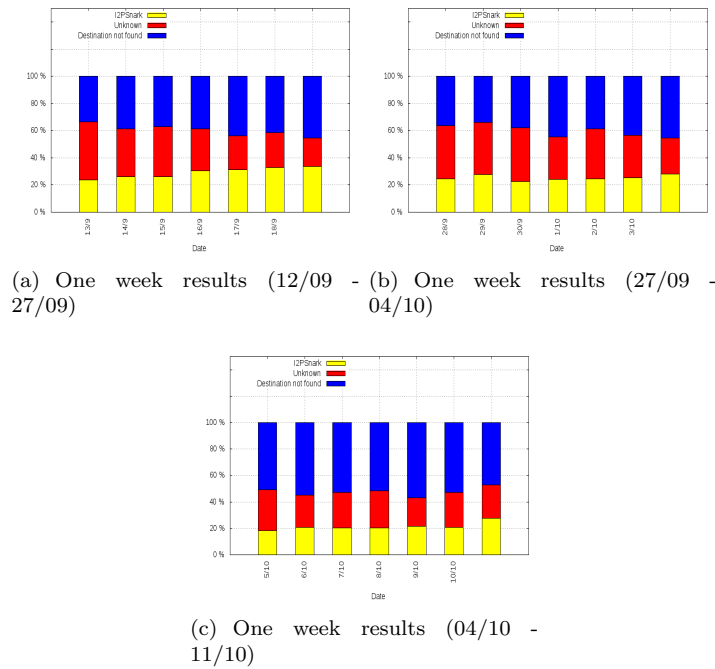 I2PSnark
Unknown
Destination not found
100 %
80 %
60 %
40 %
20 %
0 %
13/9
14/9
15/9
16/9
17/9
18/9
Date
(a) One week results (12/09 -
27/09)
I2PSnark
Unknown
Destination not found
100 %
80 %
60 %
40 %
20 %
0 %
28/9
29/9
30/9
1/10
2/10
3/10
Date
(b) One week results (27/09 -
04/10)
I2PSnark
Unknown
Destination not found
100 %
80 %
60 %
40 %
20 %
0 %
5/10
6/10
7/10
8/10
9/10
10/10
Date
(c) One week results (04/10 -
11/10)